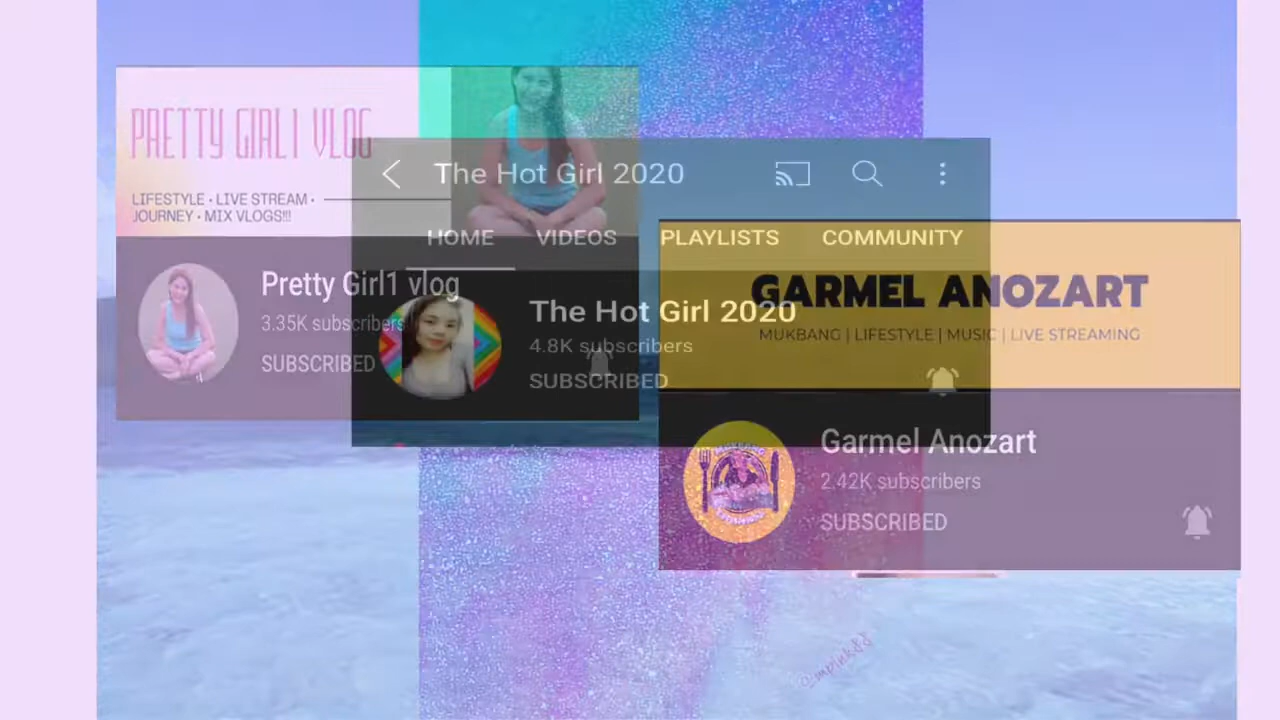 PRETTY GIRL1 VLOG
LIFESTYLE • LIVE STREAM •
JOURNEY • MIX VLOGS!!!
Pretty Girl1 vlog
3.35K subscribers
SUBSCRIBED
The Hot Girl 2020
HOME VIDEOS PLAYLISTS COMMUNITY
The Hot Girl 2020
4.8K subscribers
SUBSCRIBED
GARMEL ANOZART
MUKBANG | LIFESTYLE | MUSIC | LIVE STREAMING
Garmel Anozart
2.42K subscribers
SUBSCRIBED
@mpink88